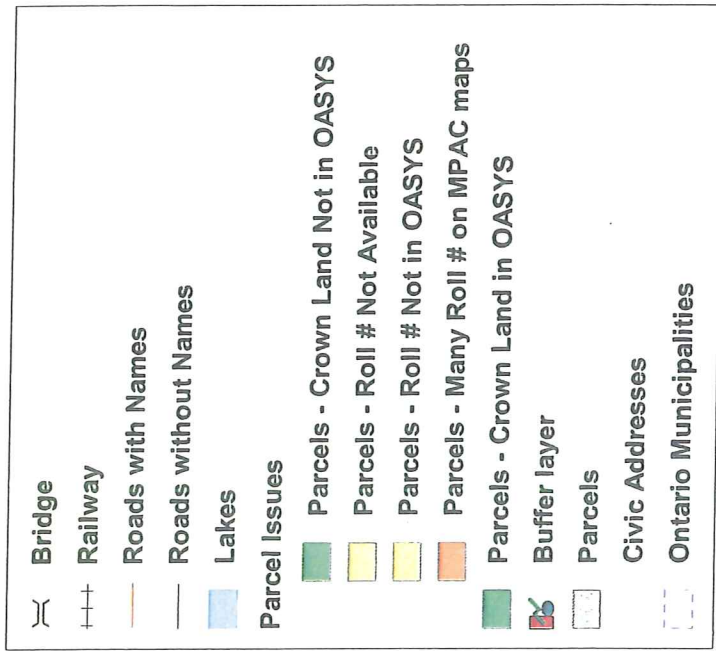 Bridge
Railway
Roads with Names
Roads without Names
Lakes
Parcel Issues
Parcels - Crown Land Not in OASYS
Parcels - Roll # Not Available
Parcels - Roll # Not in OASYS
Parcels - Many Roll # on MPAC maps
Parcels - Crown Land in OASYS
Buffer layer
Parcels
Civic Addresses
Ontario Municipalities